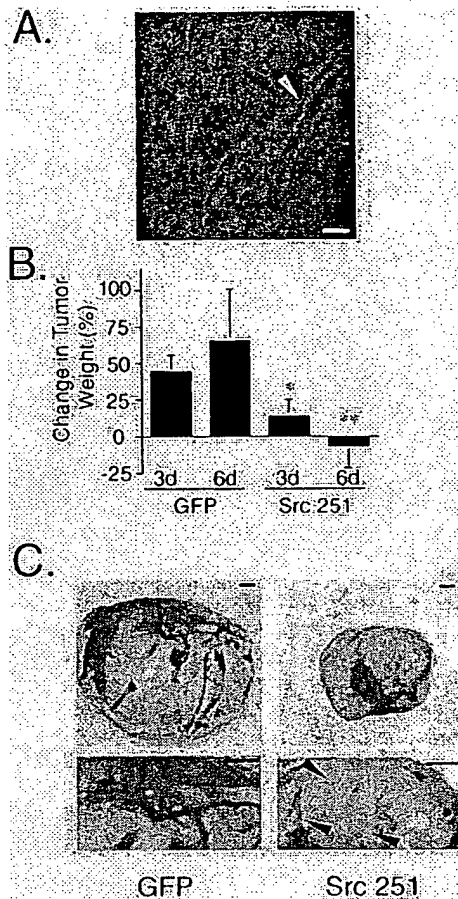 A.
B.
Change in Tumor
Weight (%)
100
75
50
25
0
-25
*
**
3d 6d 3d 6d
GFP Src 251
C.
GFP Src 251